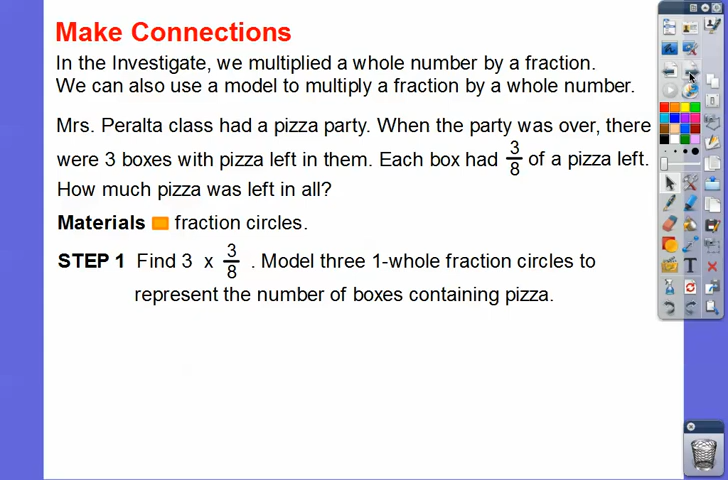 Make Connections
In the Investigate, we multiplied a whole number by a fraction.
We can also use a model to multiply a fraction by a whole number.
Mrs. Peralta class had a pizza party. When the party was over, there
were 3 boxes with pizza left in them. Each box had 3/8 of a pizza left.
How much pizza was left in all?
Materials fraction circles.
STEP 1 Find 3 x 3/8 . Model three 1-whole fraction circles to
represent the number of boxes containing pizza.